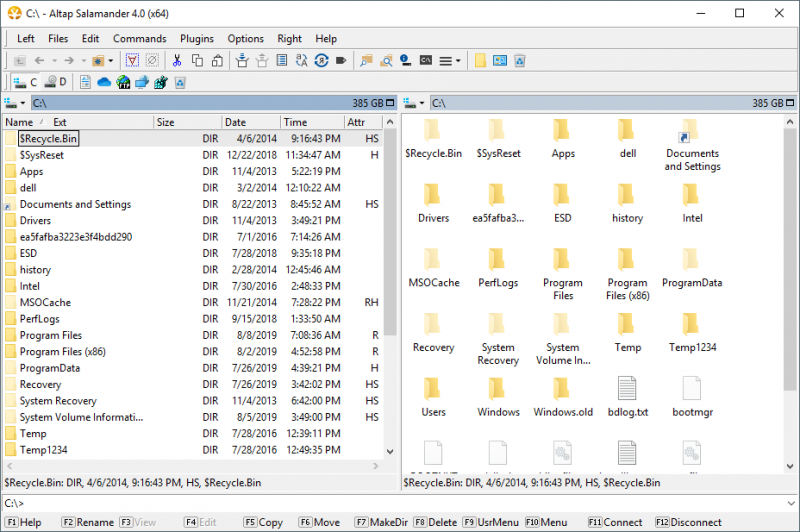 C:\ - Altap Salamander 4.0 (x64)
Left Files Edit Commands Plugins Options Right Help
C D
C:\ 385 GB C:\ 385 GB
Name Ext Size Date Time Attr
$Recycle.Bin DIR 4/6/2014 9:16:43 PM HS
$SysReset DIR 12/22/2018 11:34:47 AM H
Apps DIR 11/4/2013 5:22:19 PM
dell DIR 3/2/2014 12:10:22 AM
Documents and Settings DIR 8/22/2013 8:45:52 AM HS
Drivers DIR 11/4/2013 3:49:21 PM
ea5fafba3223e3f4bdd290 DIR 7/1/2016 7:14:26 AM
ESD DIR 7/28/2018 9:35:18 PM
history DIR 2/28/2014 12:45:46 AM
Intel DIR 7/30/2016 2:48:33 PM
MSOCache DIR 11/21/2014 7:28:22 PM RH
PerfLogs DIR 9/15/2018 1:33:50 AM
Program Files DIR 8/8/2019 7:08:36 AM R
Program Files (x86) DIR 8/2/2019 4:52:58 PM R
ProgramData DIR 7/26/2019 4:39:21 PM H
Recovery DIR 7/26/2019 3:42:02 PM HS
System Recovery DIR 11/4/2013 6:42:00 PM HS
System Volume Informati... DIR 8/5/2019 3:49:00 PM HS
Temp DIR 7/28/2016 12:39:11 PM
Temp1234 DIR 7/28/2016 12:49:35 PM
$Recycle.Bin $SysReset Apps dell Documents
and Settings
Drivers ea5fafba3... ESD history Intel
MSOCache PerfLogs Program Program ProgramData
Files Files (x86)
Recovery System System Temp Temp1234
Recovery Volume In...
Users Windows Windows.old bdlog.txt bootmgr
$Recycle.Bin: DIR, 4/6/2014, 9:16:43 PM, HS, $Recycle.Bin $Recycle.Bin: DIR, 4/6/2014, 9:16:43 PM, HS, $Recycle.Bin
C:\>
F1 Help F2 Rename F3 View F4 Edit F5 Copy F6 Move F7 MakeDir F8 Delete F9 UsrMenu F10 Menu F11 Connect F12 Disconnect